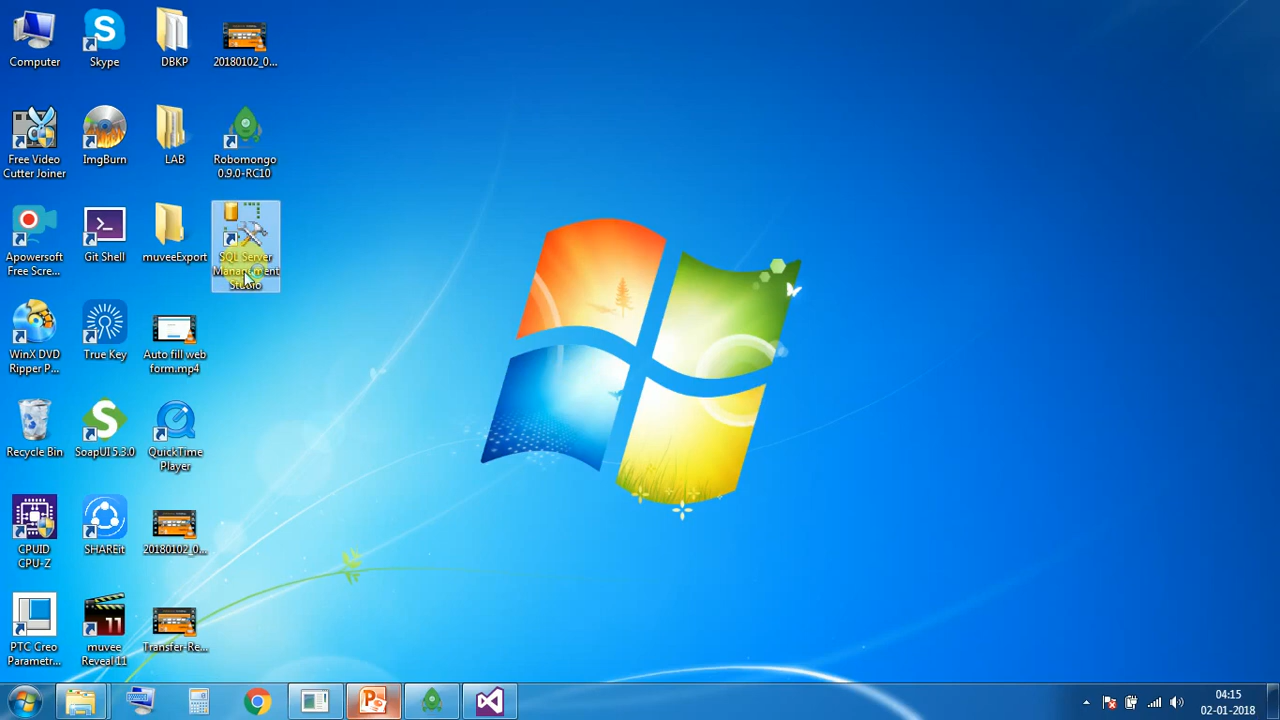 Computer
Skype
DBKP
20180102_0...
Free Video
Cutter Joiner
ImgBurn
LAB
Robomongo
0.9.0-RC10
Apowersoft
Free Scre...
Git Shell
muveeExport
SQL Server
Management
Studio
WinX DVD
Ripper P...
True Key
Auto fill web
form.mp4
Recycle Bin
SoapUI 5.3.0
QuickTime
Player
CPUID
CPU-Z
SHAREit
20180102_0...
PTC Creo
Parametr...
11
muvee
Reveal 11
Transfer-Re...
04:15
02-01-2018